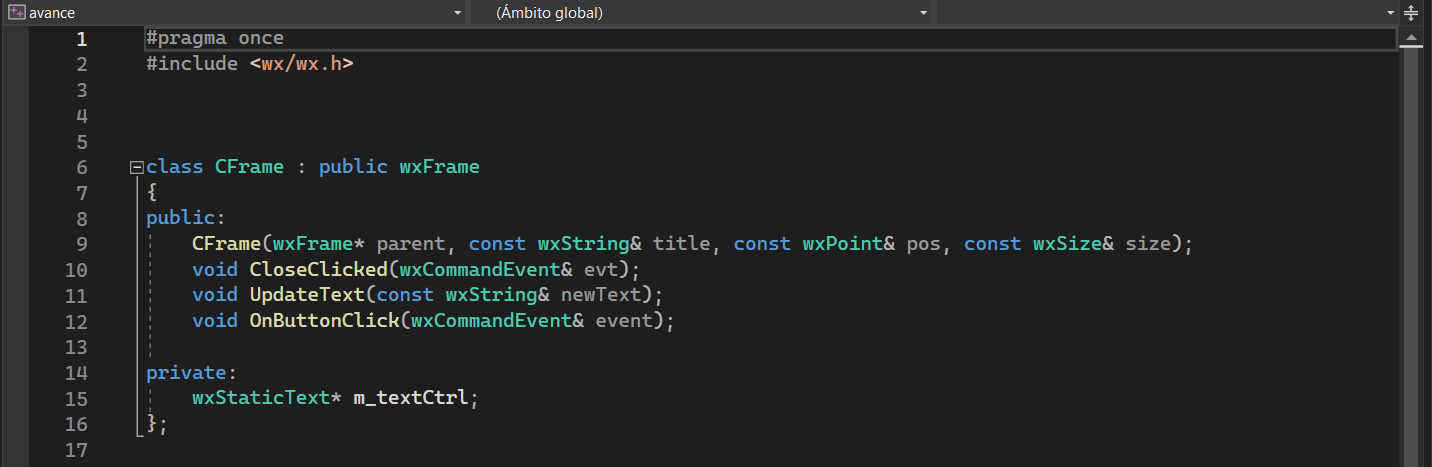 avance (Ámbito global)
1 #pragma once
2 #include <wx/wx.h>
3
4
5
6 class CFrame : public wxFrame
7 {
8 public:
9 CFrame(wxFrame* parent, const wxString& title, const wxPoint& pos, const wxSize& size);
10 void CloseClicked(wxCommandEvent& evt);
11 void UpdateText(const wxString& newText);
12 void OnButtonClick(wxCommandEvent& event);
13
14 private:
15 wxStaticText* m_textCtrl;
16 };
17